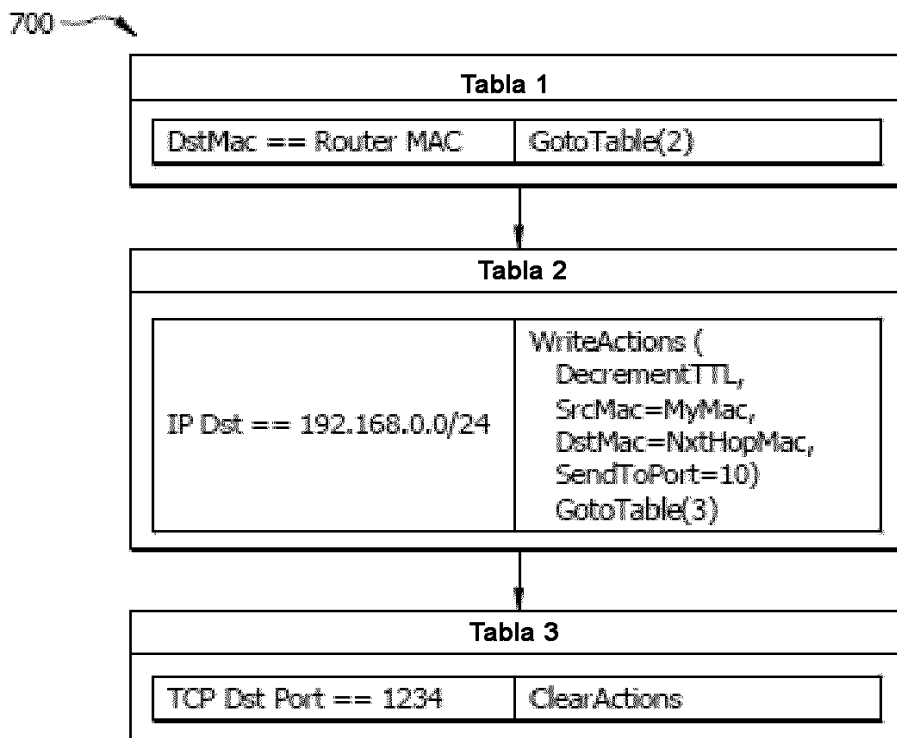 700
Tabla 1
DstMac == Router MAC GotoTable(2)
Tabla 2
WriteActions (
DecrementTTL,
SrcMac=MyMac,
IP Dst == 192.168.0.0/24
DstMac=NxtHopMac,
SendToPort=10)
GotoTable(3)
Tabla 3
TCP Dst Port == 1234 ClearActions